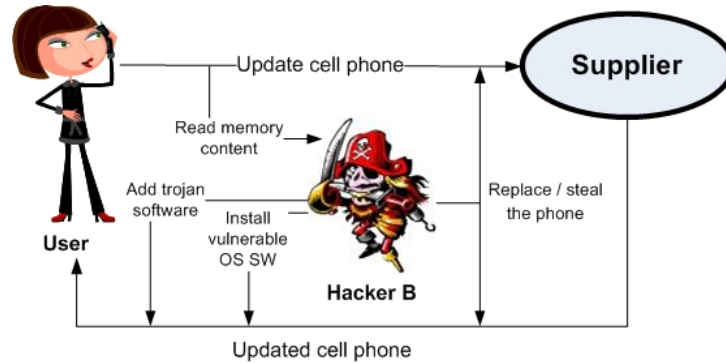 Update cell phone
Supplier
Read memory
content
Add trojan
software
Install
vulnerable
OS SW
Replace / steal
the phone
User
Hacker B
Updated cell phone